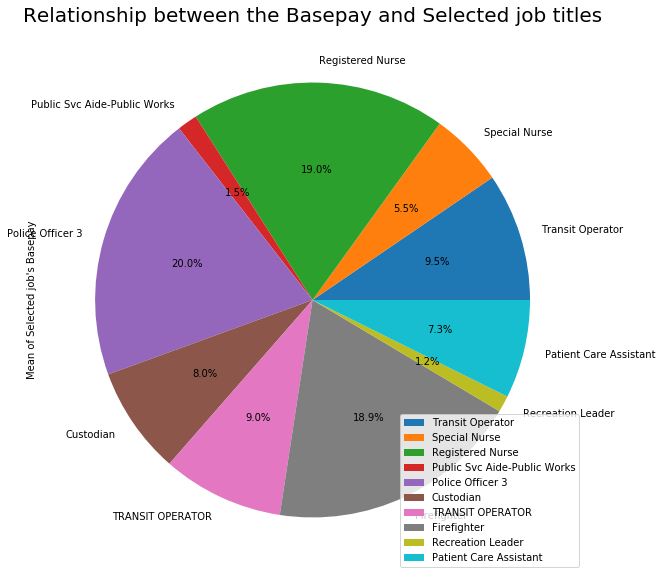 Relationship between the Basepay and Selected job titles
Registered Nurse
Public Svc Aide-Public Works
Special Nurse
19.0%
1.5%
5.5%
Police Officer 3
Transit Operator
Mean of Selected job's Basepay
20.0%
9.5%
7.3%
Patient Care Assistant
1.2%
8.0%
9.0%
18.9%
Recreation Leader
Custodian
TRANSIT OPERATOR
Firefighter
Transit Operator
Special Nurse
Registered Nurse
Public Svc Aide-Public Works
Police Officer 3
Custodian
TRANSIT OPERATOR
Firefighter
Recreation Leader
Patient Care Assistant